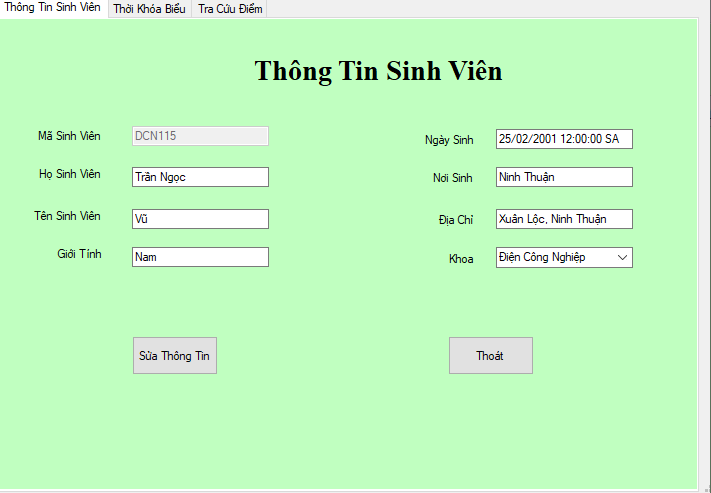 Thông Tin Sinh Viên Thời Khóa Biểu Tra Cứu Điểm
Thông Tin Sinh Viên
Mã Sinh Viên DCN115 Ngày Sinh 25/02/2001 12:00:00 SA
Họ Sinh Viên Trần Ngọc Nơi Sinh Ninh Thuận
Tên Sinh Viên Vũ Địa Chỉ Xuân Lộc, Ninh Thuận
Giới Tính Nam Khoa Điện Công Nghiệp
Sửa Thông Tin Thoát